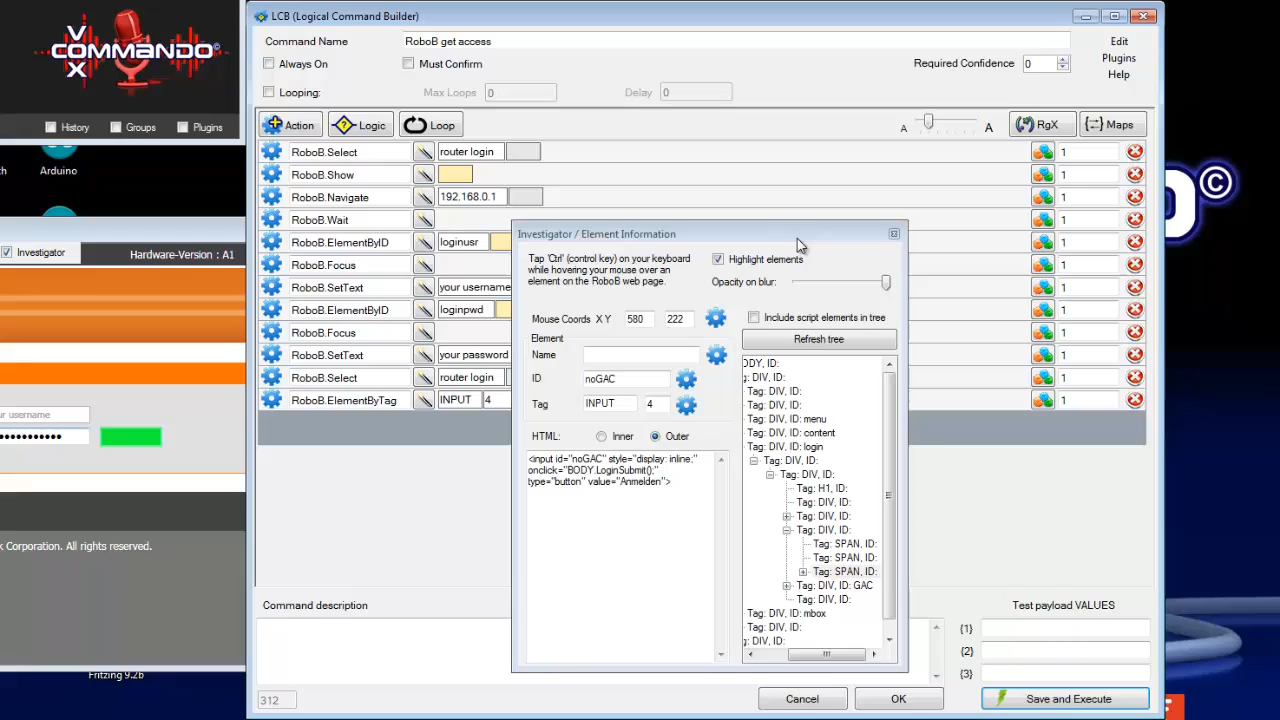 VOX
COMMANDO©
History
Groups
Plugins
Arduino
Investigator
Hardware-Version : A1
Corporation. All rights reserved.
Fritzing 9.2b
LCB (Logical Command Builder)
Command Name
RoboB get access
Edit
Plugins
Help
Always On
Must Confirm
Required Confidence
0
Looping:
Max Loops
0
Delay
0
Action
Logic
Loop
A
A
RgX
Maps
RoboB.Select
router login
1
RoboB.Show
1
RoboB.Navigate
192.168.0.1
1
RoboB.Wait
1
RoboB.ElementByID
loginusr
1
RoboB.Focus
1
RoboB.SetText
your username
1
RoboB.ElementByID
loginpwd
1
RoboB.Focus
1
RoboB.SetText
your password
1
RoboB.Select
router login
1
RoboB.ElementByTag
INPUT
4
1
Investigator / Element Information
Tap 'Ctrl' (control key) on your keyboard
while hovering your mouse over an
element on the RoboB web page.
Highlight elements
Opacity on blur:
Mouse Coords X Y
580
222
Include script elements in tree
Element
Refresh tree
Name
ID
noGAC
Tag
INPUT
4
HTML:
Inner
Outer
<input id="noGAC" style="display: inline;"
onclick="BODY.LoginSubmit();"
type="button" value="Anmelden">
ODY, ID:
: DIV, ID:
Tag: DIV, ID:
Tag: DIV, ID:
Tag: DIV, ID: menu
Tag: DIV, ID: content
Tag: DIV, ID: login
Tag: DIV, ID:
Tag: DIV, ID:
Tag: H1, ID:
Tag: DIV, ID:
Tag: DIV, ID:
Tag: DIV, ID:
Tag: SPAN, ID:
Tag: SPAN, ID:
Tag: SPAN, ID:
Tag: DIV, ID: GAC
Tag: DIV, ID:
Tag: DIV, ID: mbox
Tag: DIV, ID:
: DIV, ID:
Command description
Test payload VALUES
{1}
{2}
{3}
312
Cancel
OK
Save and Execute
©